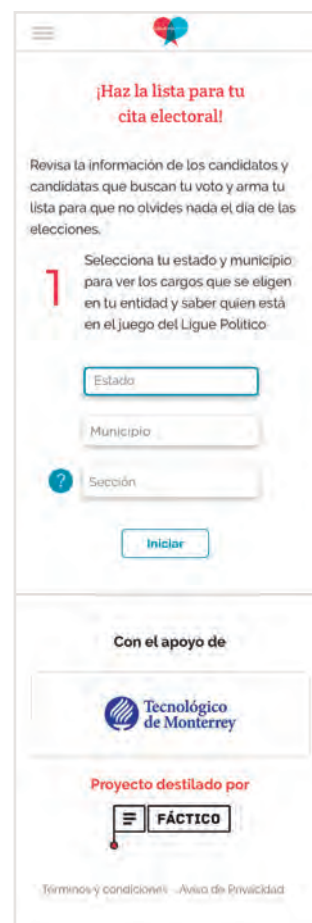 ¡Haz la lista para tu
cita electoral!
Revisa la información de los candidatos y
candidatas que buscan tu voto y arma tu
lista para que no olvides nada el día de las
elecciones.
1
Selecciona tu estado y municipio
para ver los cargos que se eligen
en tu entidad y saber quien está
en el juego del Ligue Politico
Estado
Municipio
?
Sección
Iniciar
Con el apoyo de
Tecnológico
de Monterrey
Proyecto destilado por
FÁCTICO
Términos y condiciones Aviso de Privacidad